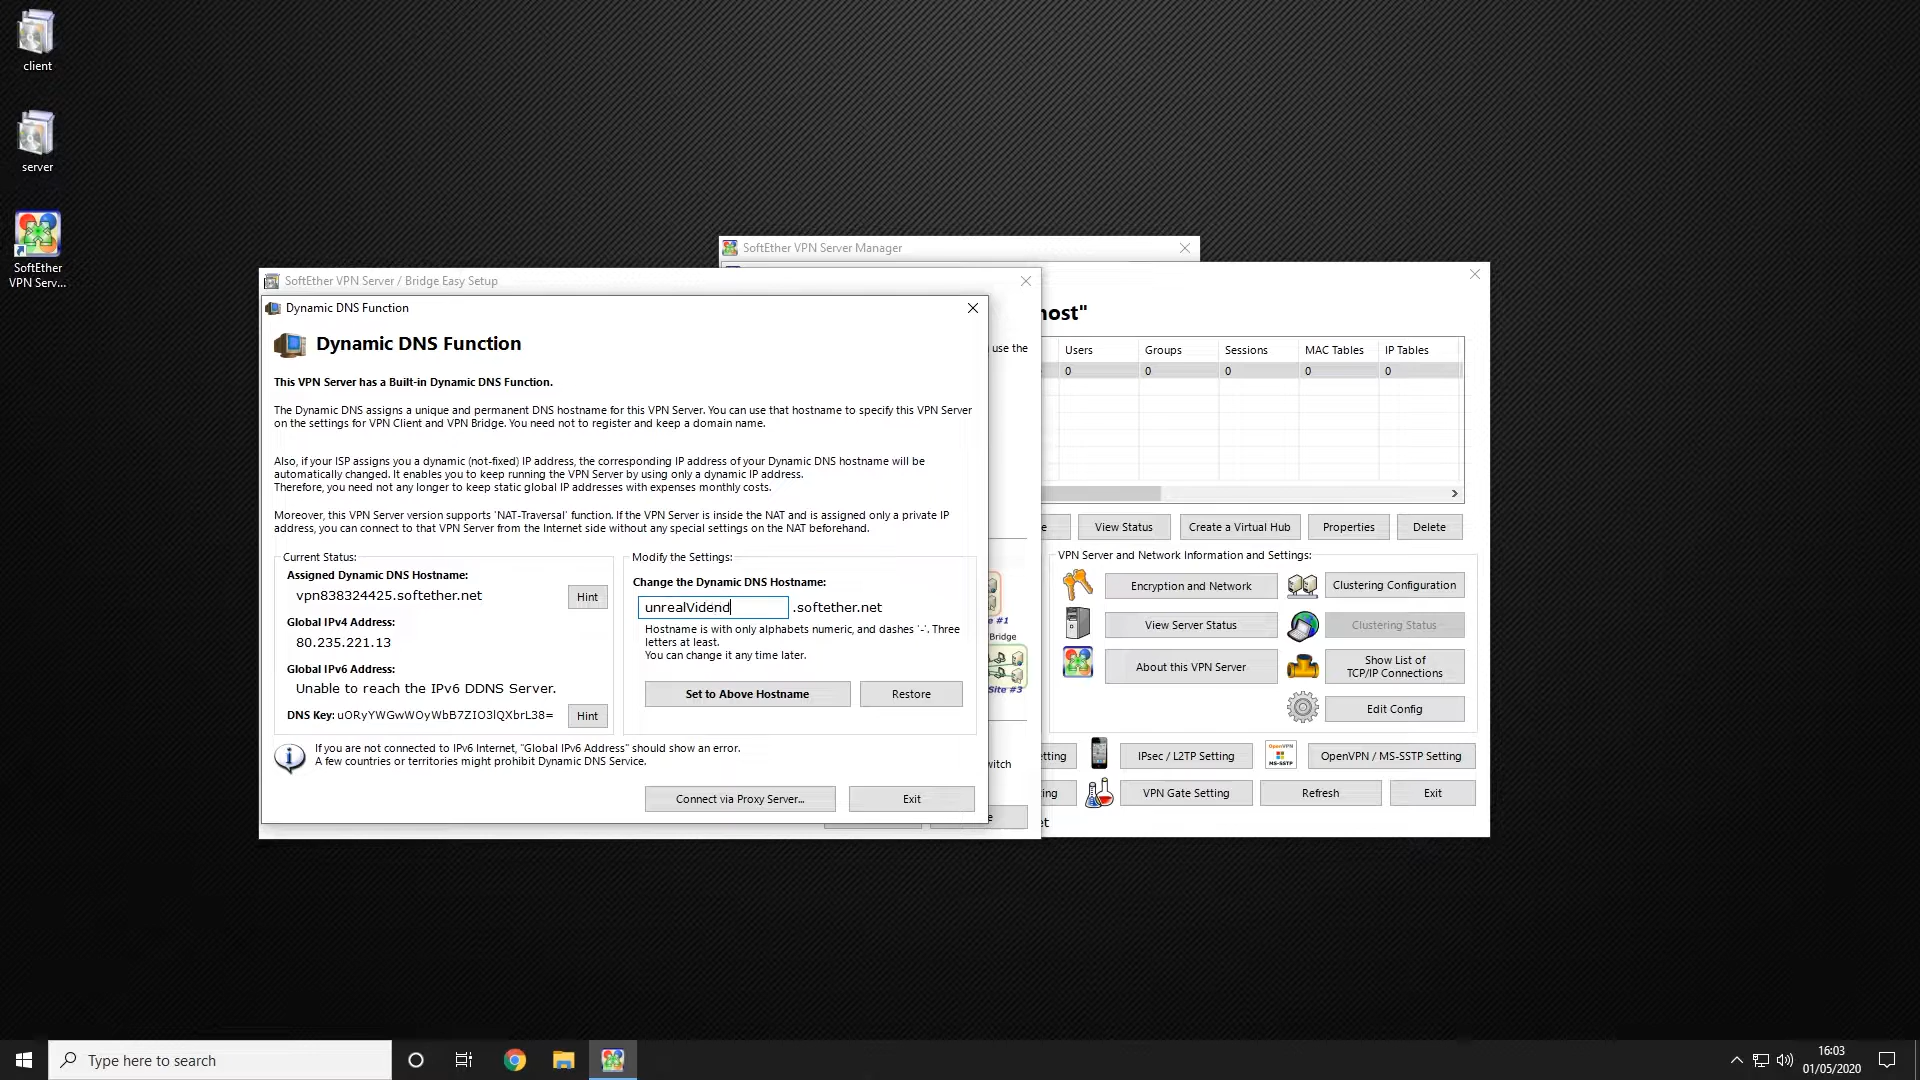 client
server
SoftEther
VPN Serv...
SoftEther VPN Server Manager
SoftEther VPN Server / Bridge Easy Setup
Dynamic DNS Function
Dynamic DNS Function
This VPN Server has a Built-in Dynamic DNS Function.
The Dynamic DNS assigns a unique and permanent DNS hostname for this VPN Server. You can use that hostname to specify this VPN Server
on the settings for VPN Client and VPN Bridge. You need not to register and keep a domain name.
Also, if your ISP assigns you a dynamic (not-fixed) IP address, the corresponding IP address of your Dynamic DNS hostname will be
automatically changed. It enables you to keep running the VPN Server by using only a dynamic IP address.
Therefore, you need not any longer to keep static global IP addresses with expenses monthly costs.
Moreover, this VPN Server version supports 'NAT-Traversal' function. If the VPN Server is inside the NAT and is assigned only a private IP
address, you can connect to that VPN Server from the Internet side without any special settings on the NAT beforehand.
Current Status:
Assigned Dynamic DNS Hostname:
vpn838324425.softether.net
Hint
Global IPv4 Address:
80.235.221.13
Global IPv6 Address:
Unable to reach the IPv6 DDNS Server.
DNS Key: uORyYWGwWOyWbB7ZIO3lQXbrL38=
Hint
Modify the Settings:
Change the Dynamic DNS Hostname:
unrealVidend .softether.net
Hostname is with only alphabets numeric, and dashes '-'. Three
letters at least.
You can change it any time later.
Set to Above Hostname
Restore
If you are not connected to IPv6 Internet, "Global IPv6 Address" should show an error.
A few countries or territories might prohibit Dynamic DNS Service.
Connect via Proxy Server...
Exit
use the
e #1
Bridge
Site #3
witch
e
host"
Users Groups Sessions MAC Tables IP Tables
0 0 0 0 0
e
View Status
Create a Virtual Hub
Properties
Delete
VPN Server and Network Information and Settings:
Encryption and Network
Clustering Configuration
View Server Status
Clustering Status
About this VPN Server
Show List of
TCP/IP Connections
Edit Config
etting
IPsec / L2TP Setting
OpenVPN
MS-SSTP
OpenVPN / MS-SSTP Setting
ing
VPN Gate Setting
Refresh
Exit
et
Type here to search
16:03
01/05/2020